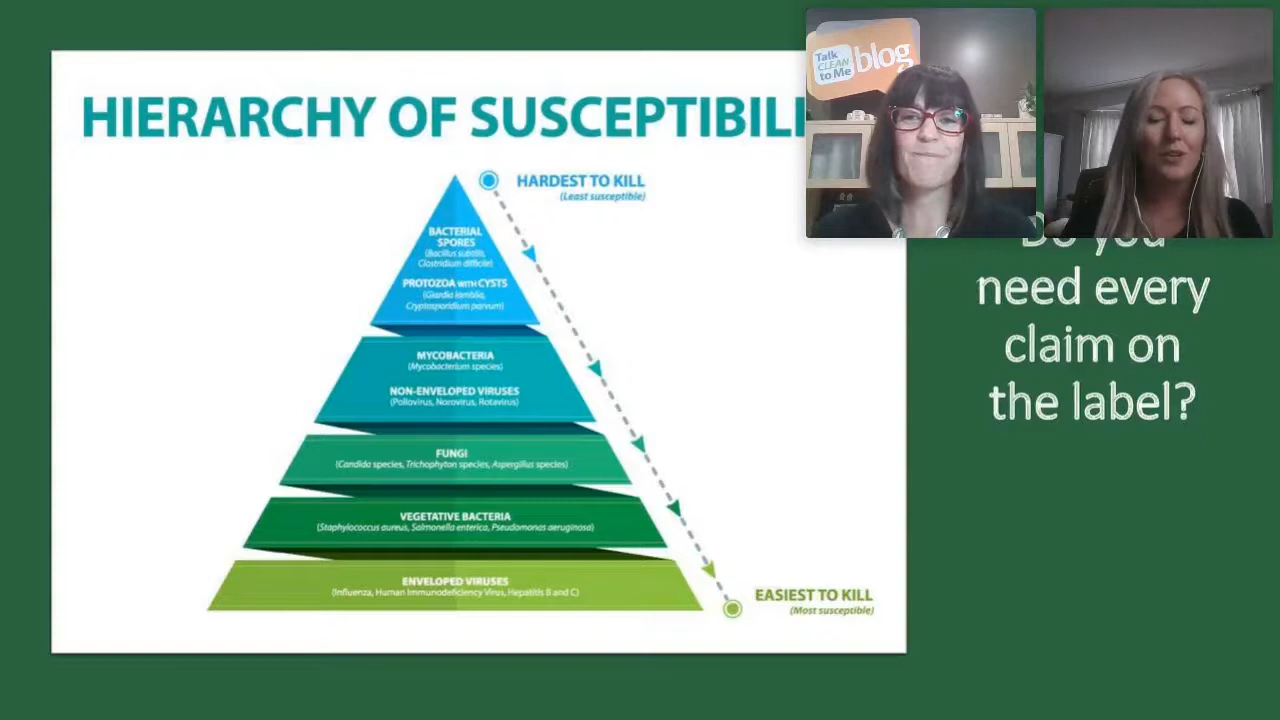 HIERARCHY OF SUSCEPTIBILI
HARDEST TO KILL
(Least susceptible)
BACTERIAL
SPORES
(Bacillus subtilis,
Clostridium difficile)
PROTOZOA WITH CYSTS
(Giardia lamblia,
Cryptosporidium parvum)
MYCOBACTERIA
(Mycobacterium species)
NON-ENVELOPED VIRUSES
(Poliovirus, Norovirus, Rotavirus)
FUNGI
(Candida species, Trichophyton species, Aspergillus species)
VEGETATIVE BACTERIA
(Staphylococcus aureus, Salmonella enterica, Pseudomonas aeruginosa)
ENVELOPED VIRUSES
(Influenza, Human Immunodeficiency Virus, Hepatitis B and C)
EASIEST TO KILL
(Most susceptible)
Talk
CLEAN
to Me
blog
Do you
need every
claim on
the label?